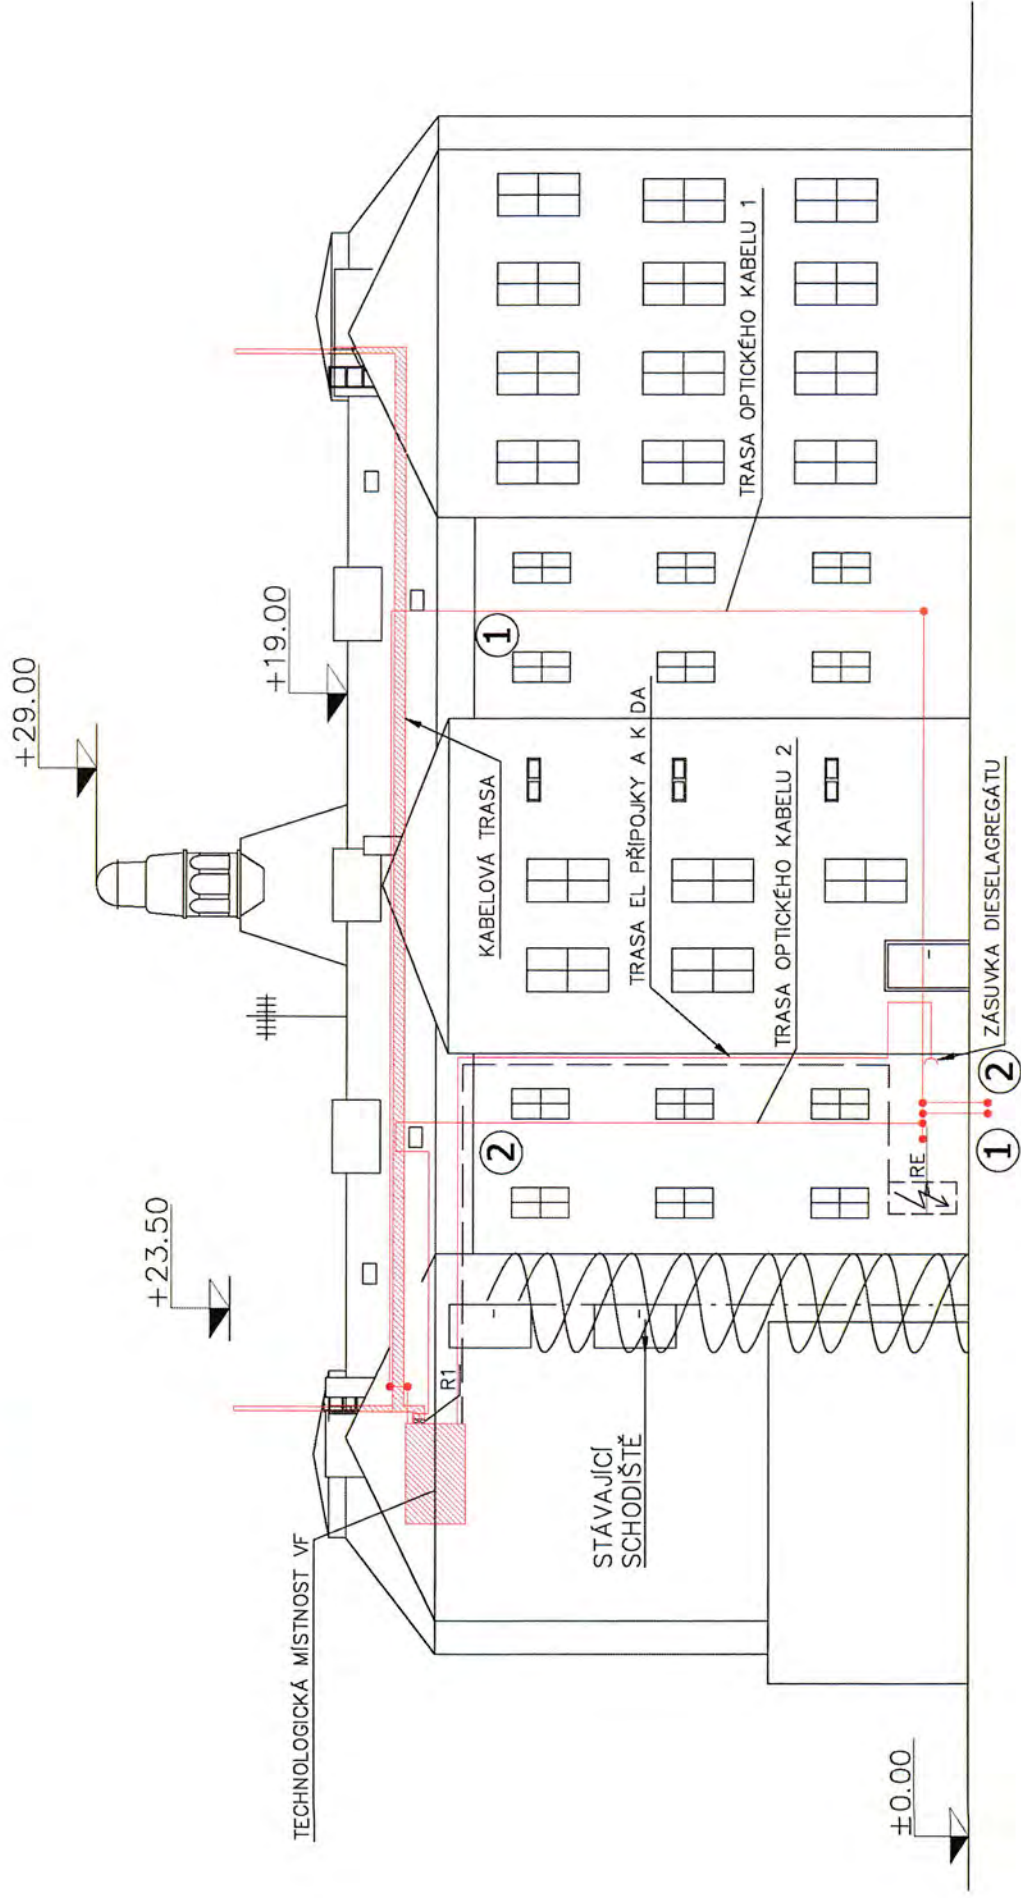 +29.00
+23.50
+19.00
TECHNOLOGICKÁ MÍSTNOST VF
R1
KABELOVÁ TRASA
1
2
STÁVAJÍCÍ
SCHODIŠTĚ
TRASA EL PŘÍPOJKY A K DA
TRASA OPTICKÉHO KABELU 1
TRASA OPTICKÉHO KABELU 2
±0.00
RE
1
2
ZÁSUVKA DIESELAGREGÁTU